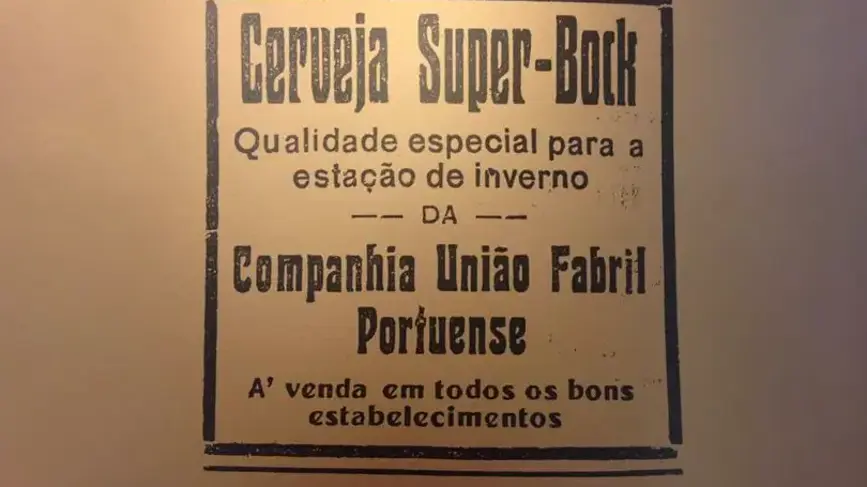 Cerveja Super-Bock
Qualidade especial para a
estação de inverno
—— DA ——
Companhia União Fabril
Portuense
A' venda em todos os bons
estabelecimentos